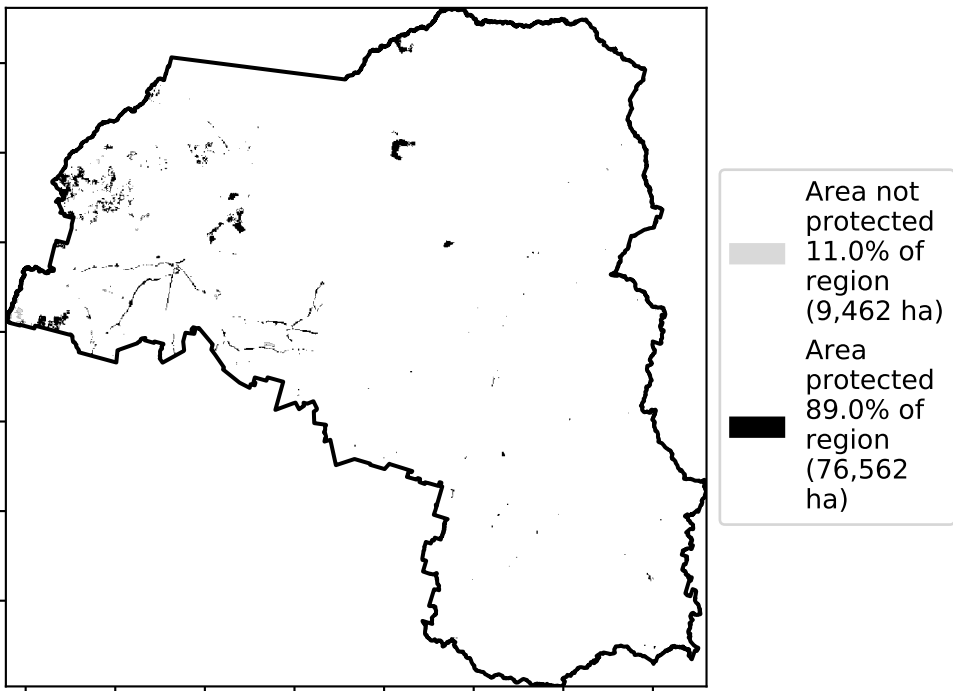 Area not
protected
11.0% of
region
(9,462 ha)
Area
protected
89.0% of
region
(76,562
ha)